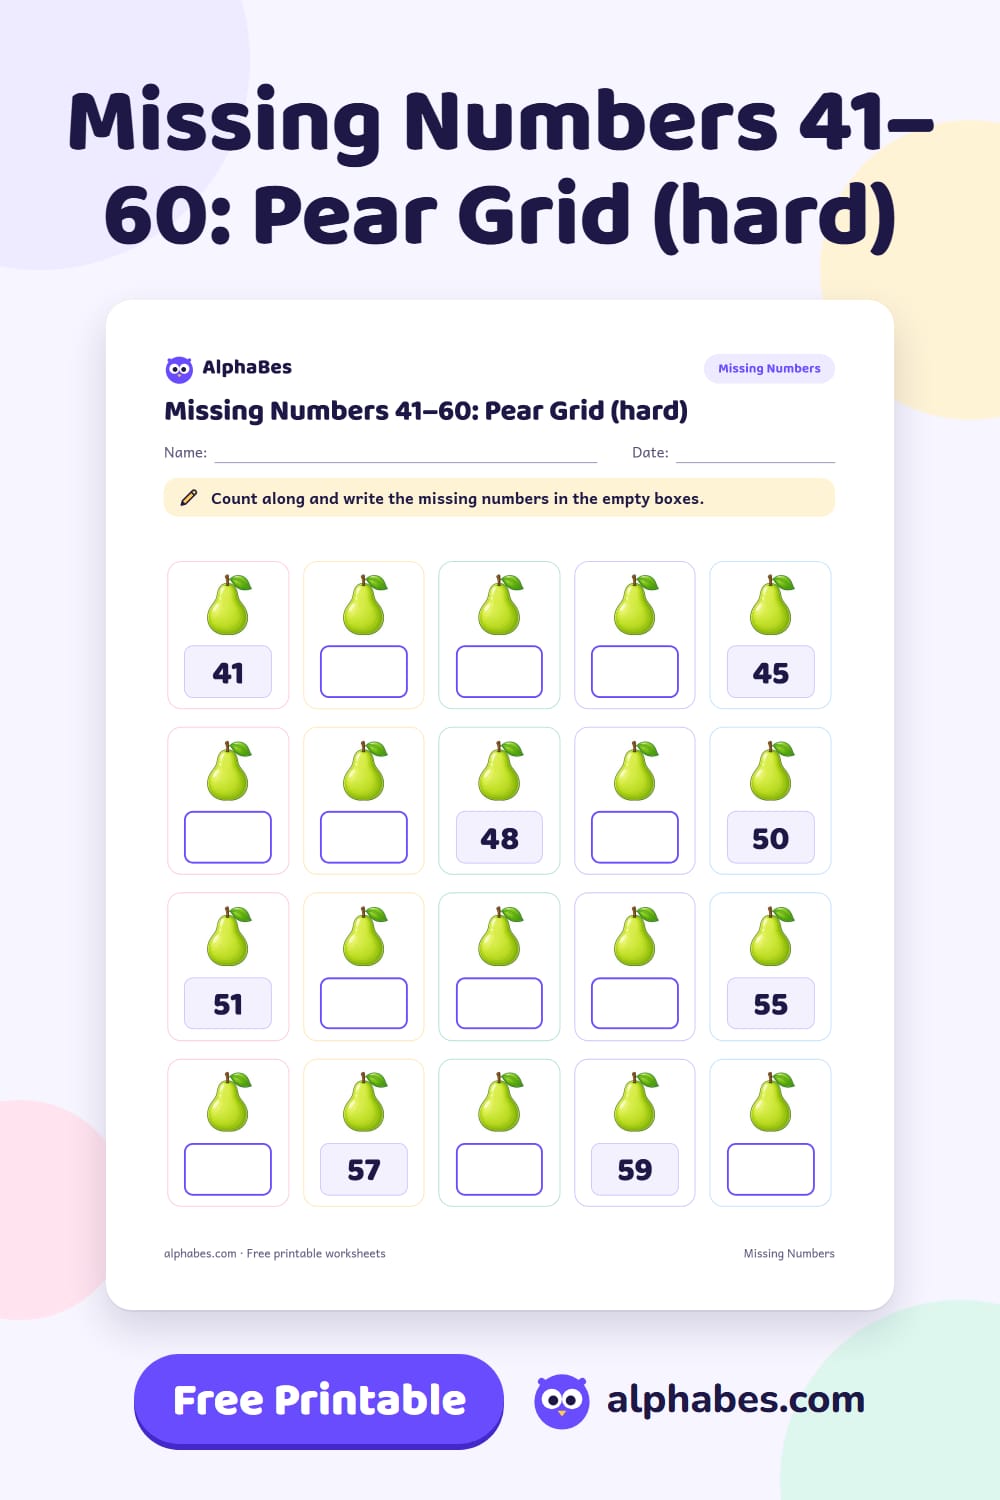 Missing Numbers 41–
60: Pear Grid (hard)
AlphaBes
Missing Numbers
Missing Numbers 41–60: Pear Grid (hard)
Name:
Date:
Count along and write the missing numbers in the empty boxes.
41 45
48 50
51 55
57 59
alphabes.com · Free printable worksheets
Missing Numbers
Free Printable
alphabes.com